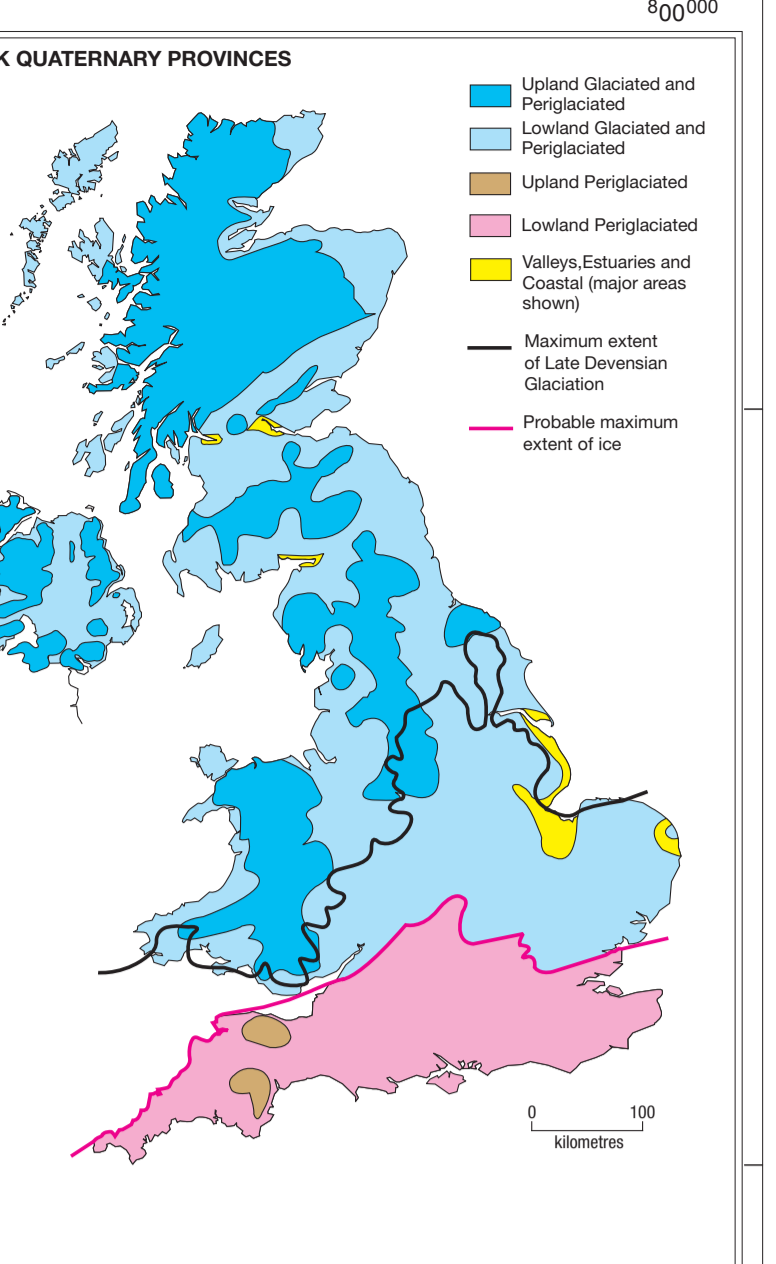 ⁸00⁰⁰⁰
K QUATERNARY PROVINCES
Upland Glaciated and
Periglaciated
Lowland Glaciated and
Periglaciated
Upland Periglaciated
Lowland Periglaciated
Valleys,Estuaries and
Coastal (major areas
shown)
Maximum extent
of Late Devensian
Glaciation
Probable maximum
extent of ice
0 100
kilometres